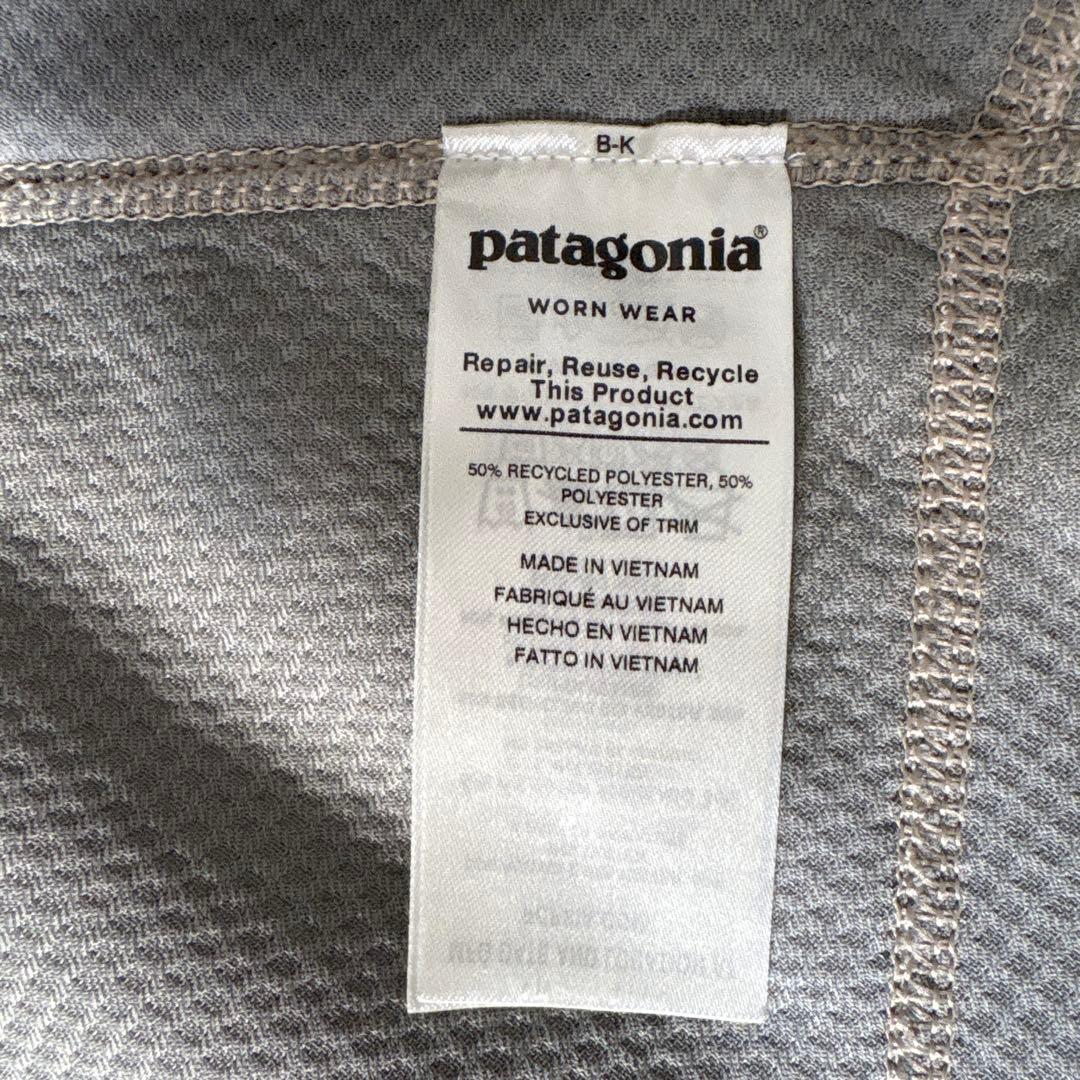 B-K
patagonia®
WORN WEAR
Repair, Reuse, Recycle
This Product
www.patagonia.com
50% RECYCLED POLYESTER, 50%
POLYESTER
EXCLUSIVE OF TRIM
MADE IN VIETNAM
FABRIQUÉ AU VIETNAM
HECHO EN VIETNAM
FATTO IN VIETNAM